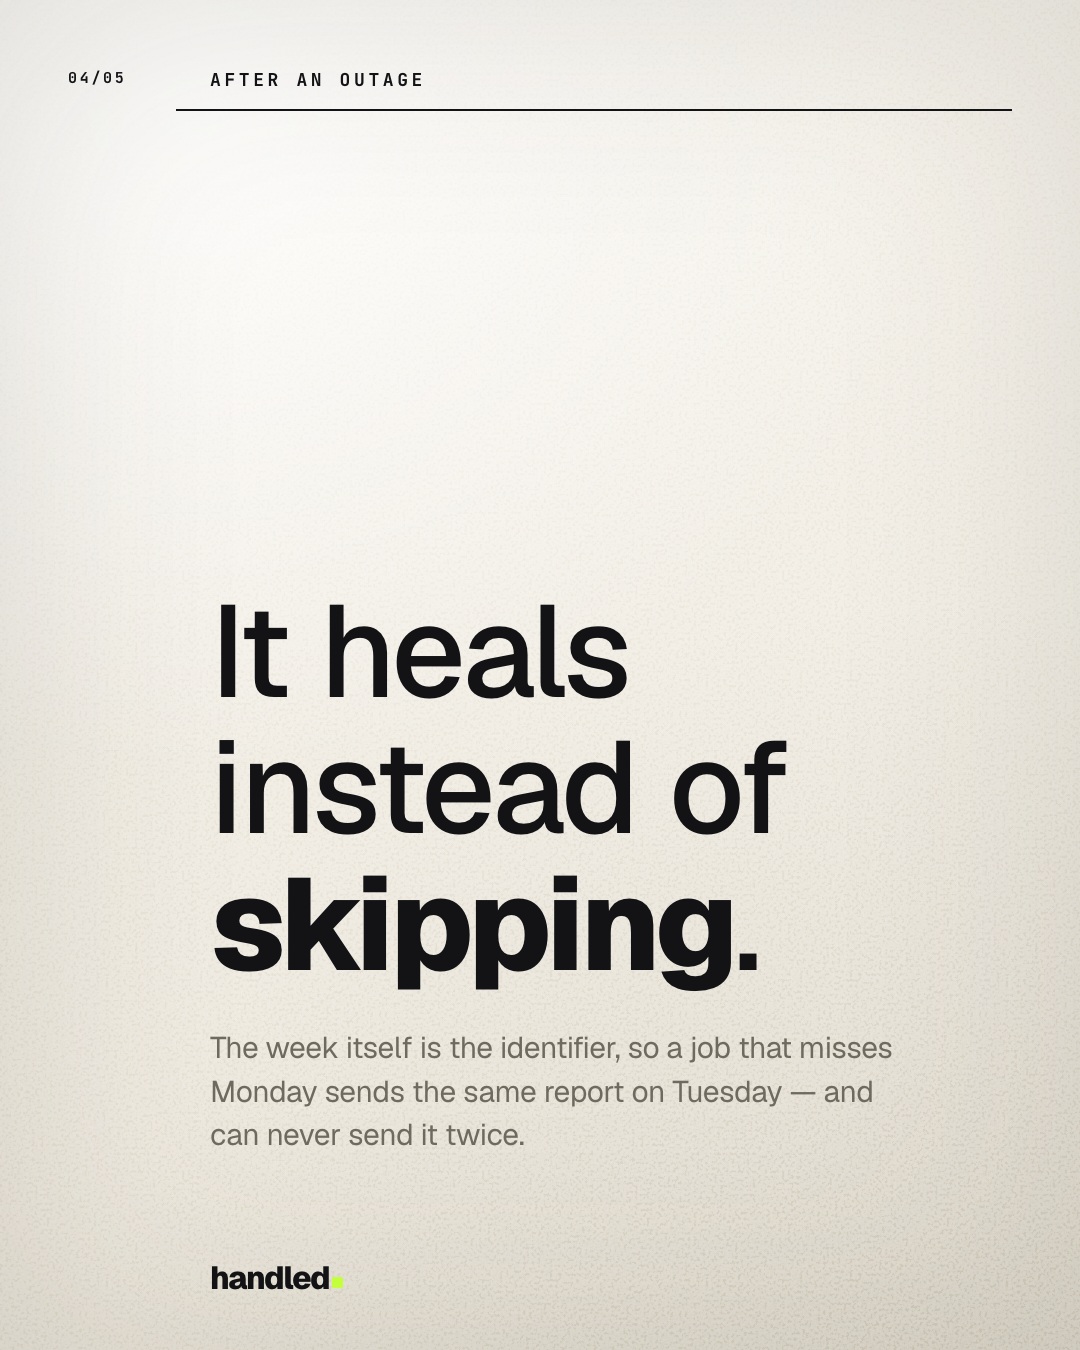 04/05
AFTER AN OUTAGE
It heals
instead of
skipping.
The week itself is the identifier, so a job that misses
Monday sends the same report on Tuesday — and
can never send it twice.
handled.